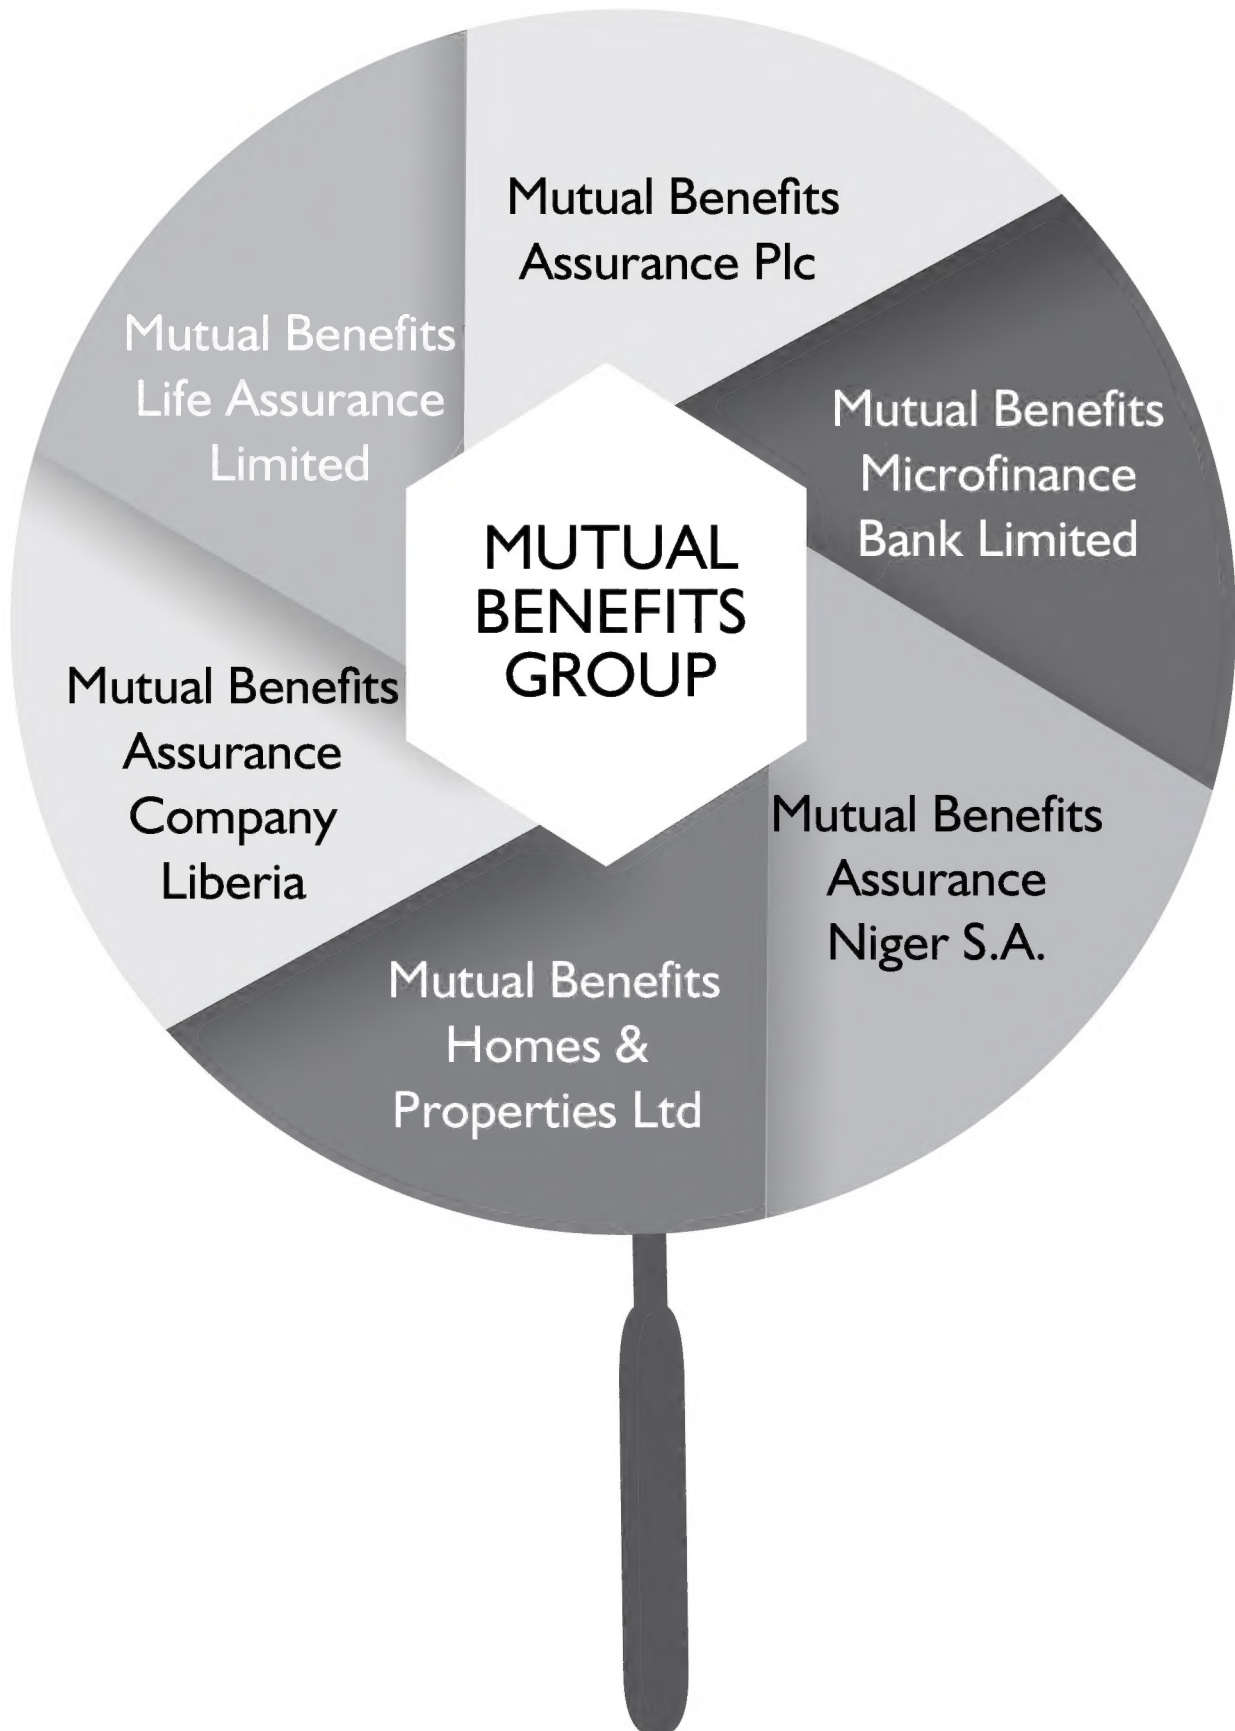 Mutual Benefits
Assurance Plc
Mutual Benefits
Microfinance
Bank Limited
Mutual Benefits
Assurance
Niger S.A.
Mutual Benefits
Homes &
Properties Ltd
Mutual Benefits
Assurance
Company
Liberia
Mutual Benefits
Life Assurance
Limited
MUTUAL
BENEFITS
GROUP